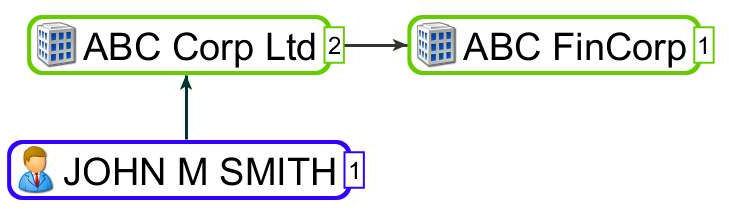 ABC Corp Ltd 2 ABC FinCorp 1
JOHN M SMITH 1